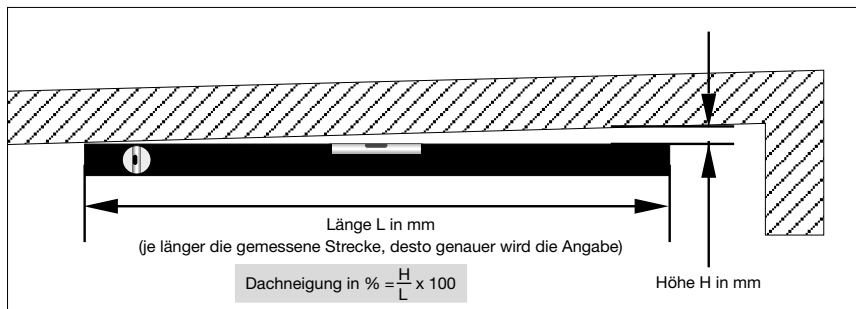 Länge L in mm
(je länger die gemessene Strecke, desto genauer wird die Angabe)
Dachneigung in % = H/L x 100
Höhe H in mm